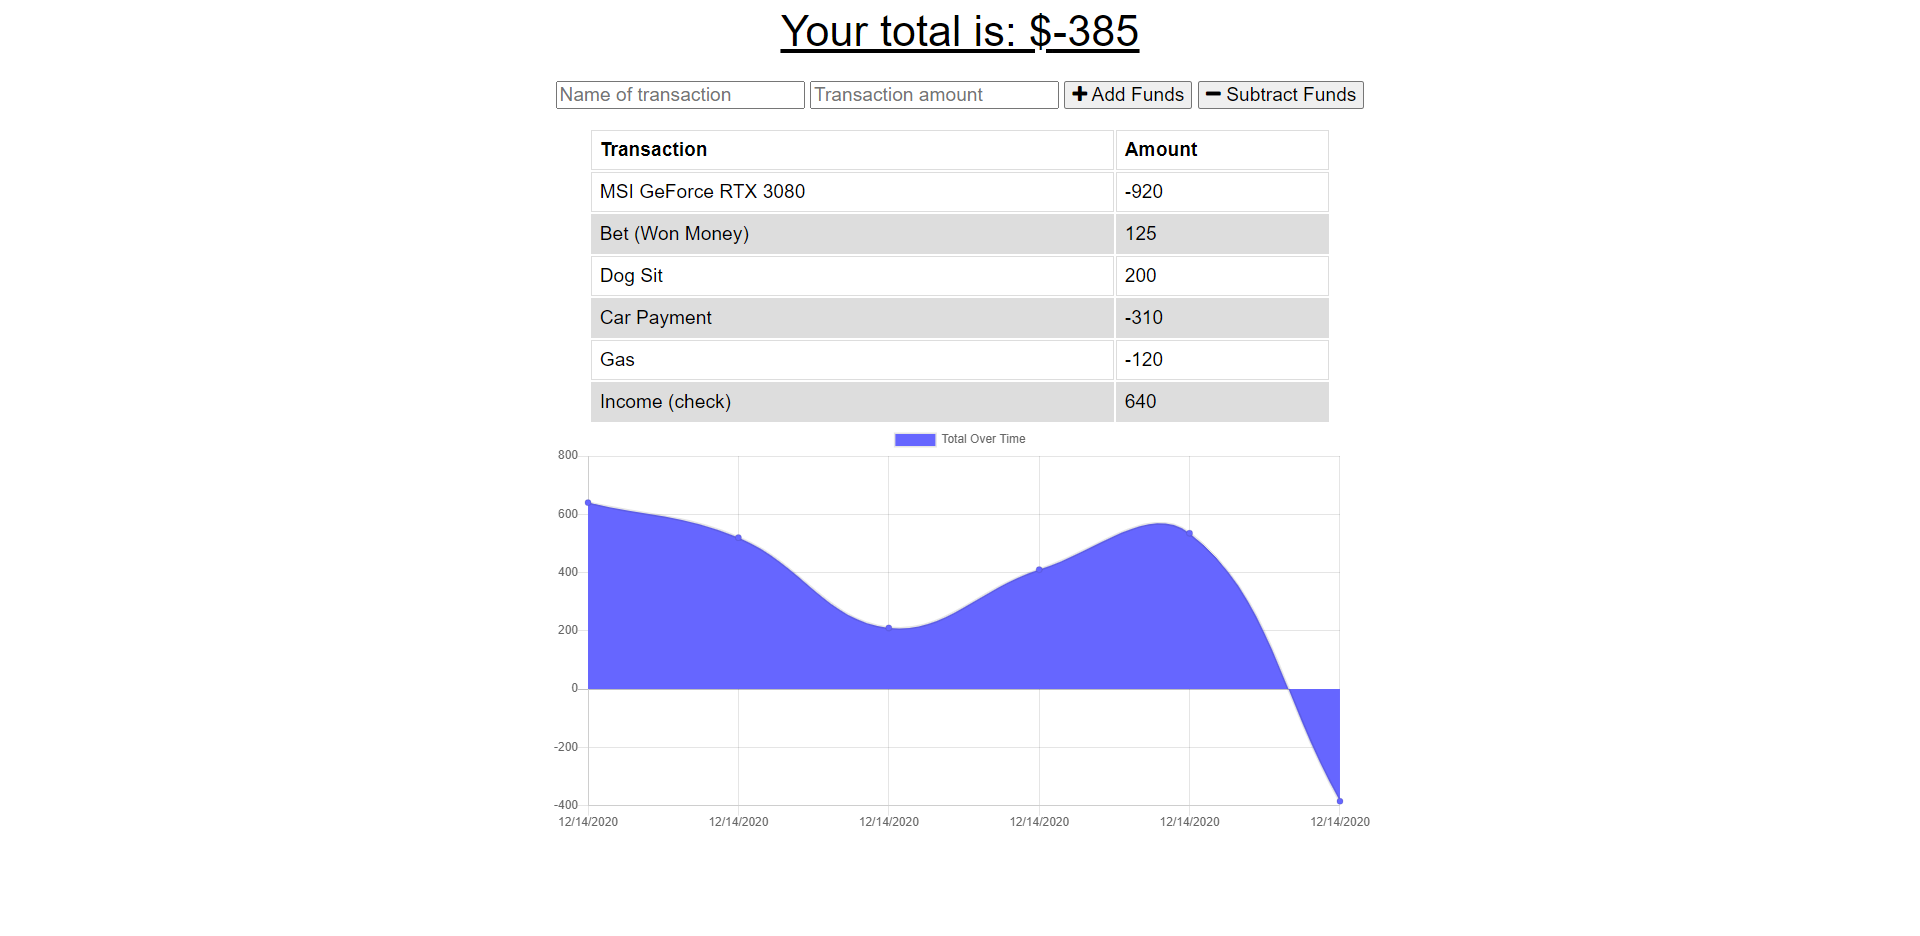 Your total is: $-385
Name of transaction Transaction amount Add Funds Subtract Funds
Transaction Amount
MSI GeForce RTX 3080 -920
Bet (Won Money) 125
Dog Sit 200
Car Payment -310
Gas -120
Income (check) 640
Total Over Time
800
600
400
200
0
-200
-400
12/14/2020 12/14/2020 12/14/2020 12/14/2020 12/14/2020 12/14/2020